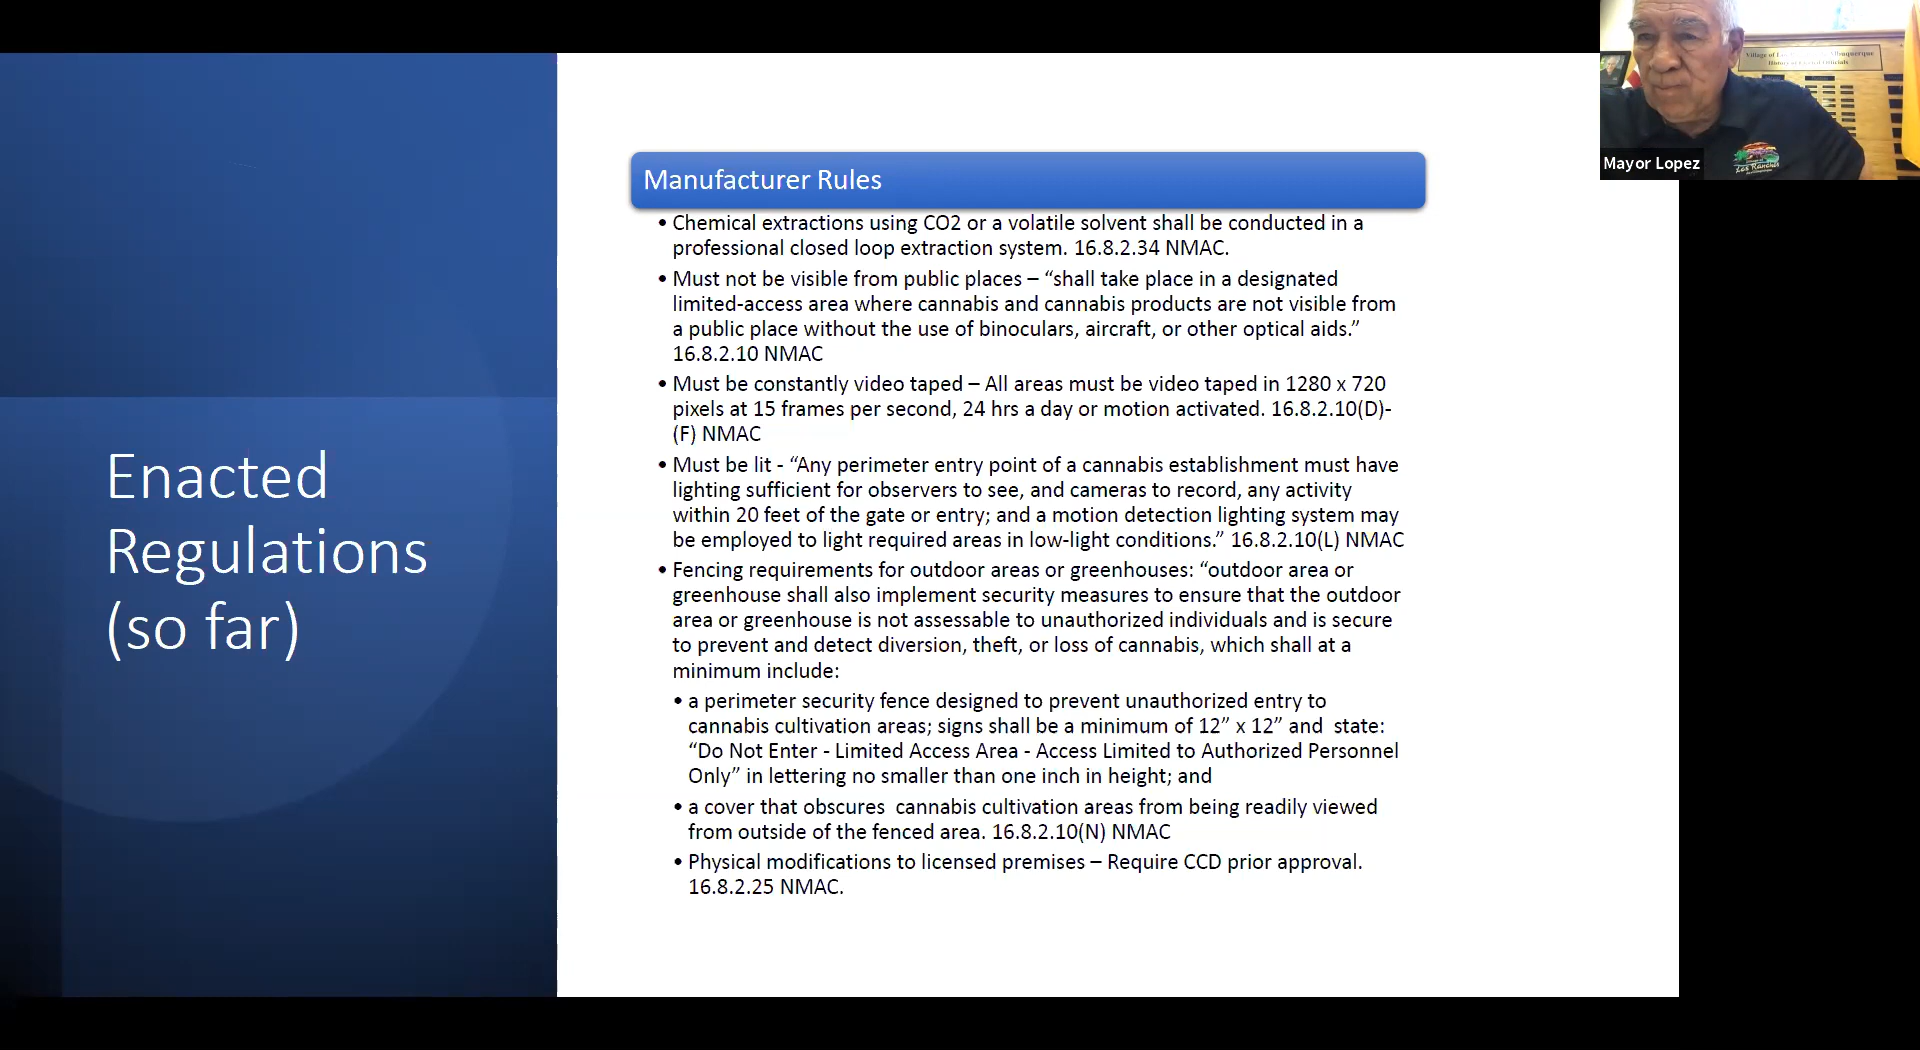 Enacted
Regulations
(so far)
Manufacturer Rules
• Chemical extractions using CO2 or a volatile solvent shall be conducted in a
professional closed loop extraction system. 16.8.2.34 NMAC.
• Must not be visible from public places – “shall take place in a designated
limited-access area where cannabis and cannabis products are not visible from
a public place without the use of binoculars, aircraft, or other optical aids.”
16.8.2.10 NMAC
• Must be constantly video taped – All areas must be video taped in 1280 x 720
pixels at 15 frames per second, 24 hrs a day or motion activated. 16.8.2.10(D)-
(F) NMAC
• Must be lit - “Any perimeter entry point of a cannabis establishment must have
lighting sufficient for observers to see, and cameras to record, any activity
within 20 feet of the gate or entry; and a motion detection lighting system may
be employed to light required areas in low-light conditions.” 16.8.2.10(L) NMAC
• Fencing requirements for outdoor areas or greenhouses: “outdoor area or
greenhouse shall also implement security measures to ensure that the outdoor
area or greenhouse is not assessable to unauthorized individuals and is secure
to prevent and detect diversion, theft, or loss of cannabis, which shall at a
minimum include:
• a perimeter security fence designed to prevent unauthorized entry to
cannabis cultivation areas; signs shall be a minimum of 12” x 12” and state:
“Do Not Enter - Limited Access Area - Access Limited to Authorized Personnel
Only” in lettering no smaller than one inch in height; and
• a cover that obscures cannabis cultivation areas from being readily viewed
from outside of the fenced area. 16.8.2.10(N) NMAC
• Physical modifications to licensed premises – Require CCD prior approval.
16.8.2.25 NMAC.
Village of Albuquerque
Officials
Los Ranchos
Mayor Lopez